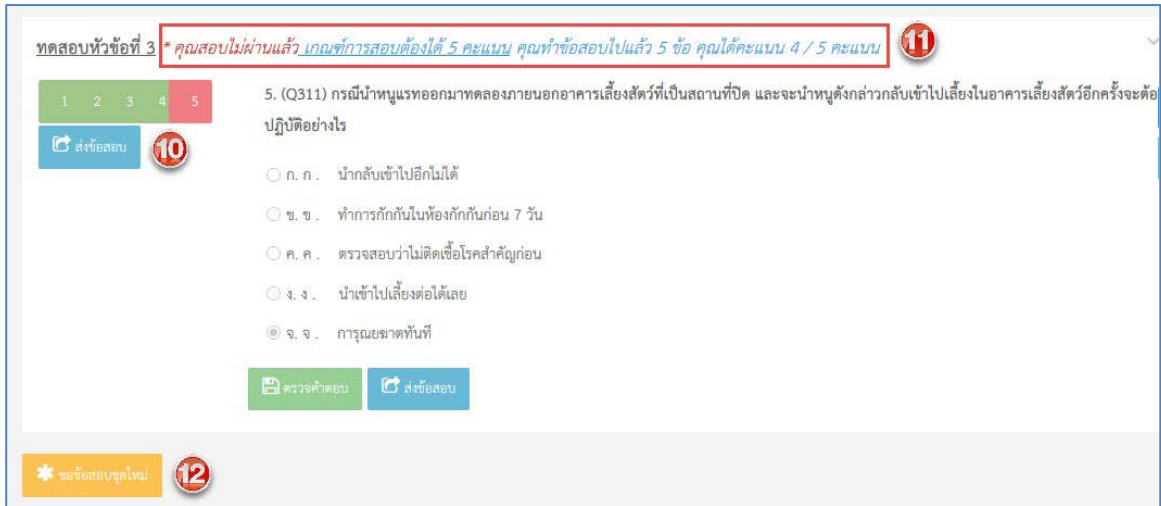 ทดสอบหัวข้อที่ 3 * คุณสอบไม่ผ่านแล้ว เกณฑ์การสอบต้องได้ 5 คะแนน คุณทำข้อสอบไปแล้ว 5 ข้อ คุณได้คะแนน 4 / 5 คะแนน
11
1 2 3 4 5
ส่งข้อสอบ
10
5. (Q311) กรณีนำหนูแรทออกมาทดลองภายนอกอาคารเลี้ยงสัตว์ที่เป็นสถานที่ปิด และจะนำหนูดังกล่าวกลับเข้าไปเลี้ยงในอาคารเลี้ยงสัตว์อีกครั้งจะต้อ
ปฏิบัติอย่างไร
ก. ก . นำกลับเข้าไปอีกไม่ได้
ข. ข . ทำการกักกันในห้องกักกันก่อน 7 วัน
ค. ค . ตรวจสอบว่าไม่ติดเชื้อโรคสำคัญก่อน
ง. ง . นำเข้าไปเลี้ยงต่อได้เลย
จ. จ . การุณยฆาตทันที
ตรวจคำตอบ
ส่งข้อสอบ
ขอข้อสอบชุดใหม่
12